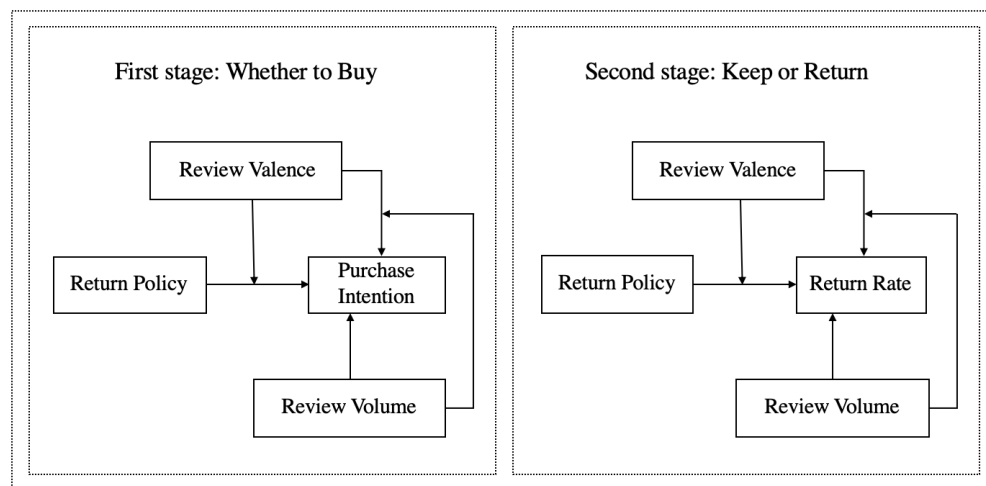 First stage: Whether to Buy
Review Valence
Return Policy
Purchase
Intention
Review Volume
Second stage: Keep or Return
Review Valence
Return Policy
Return Rate
Review Volume